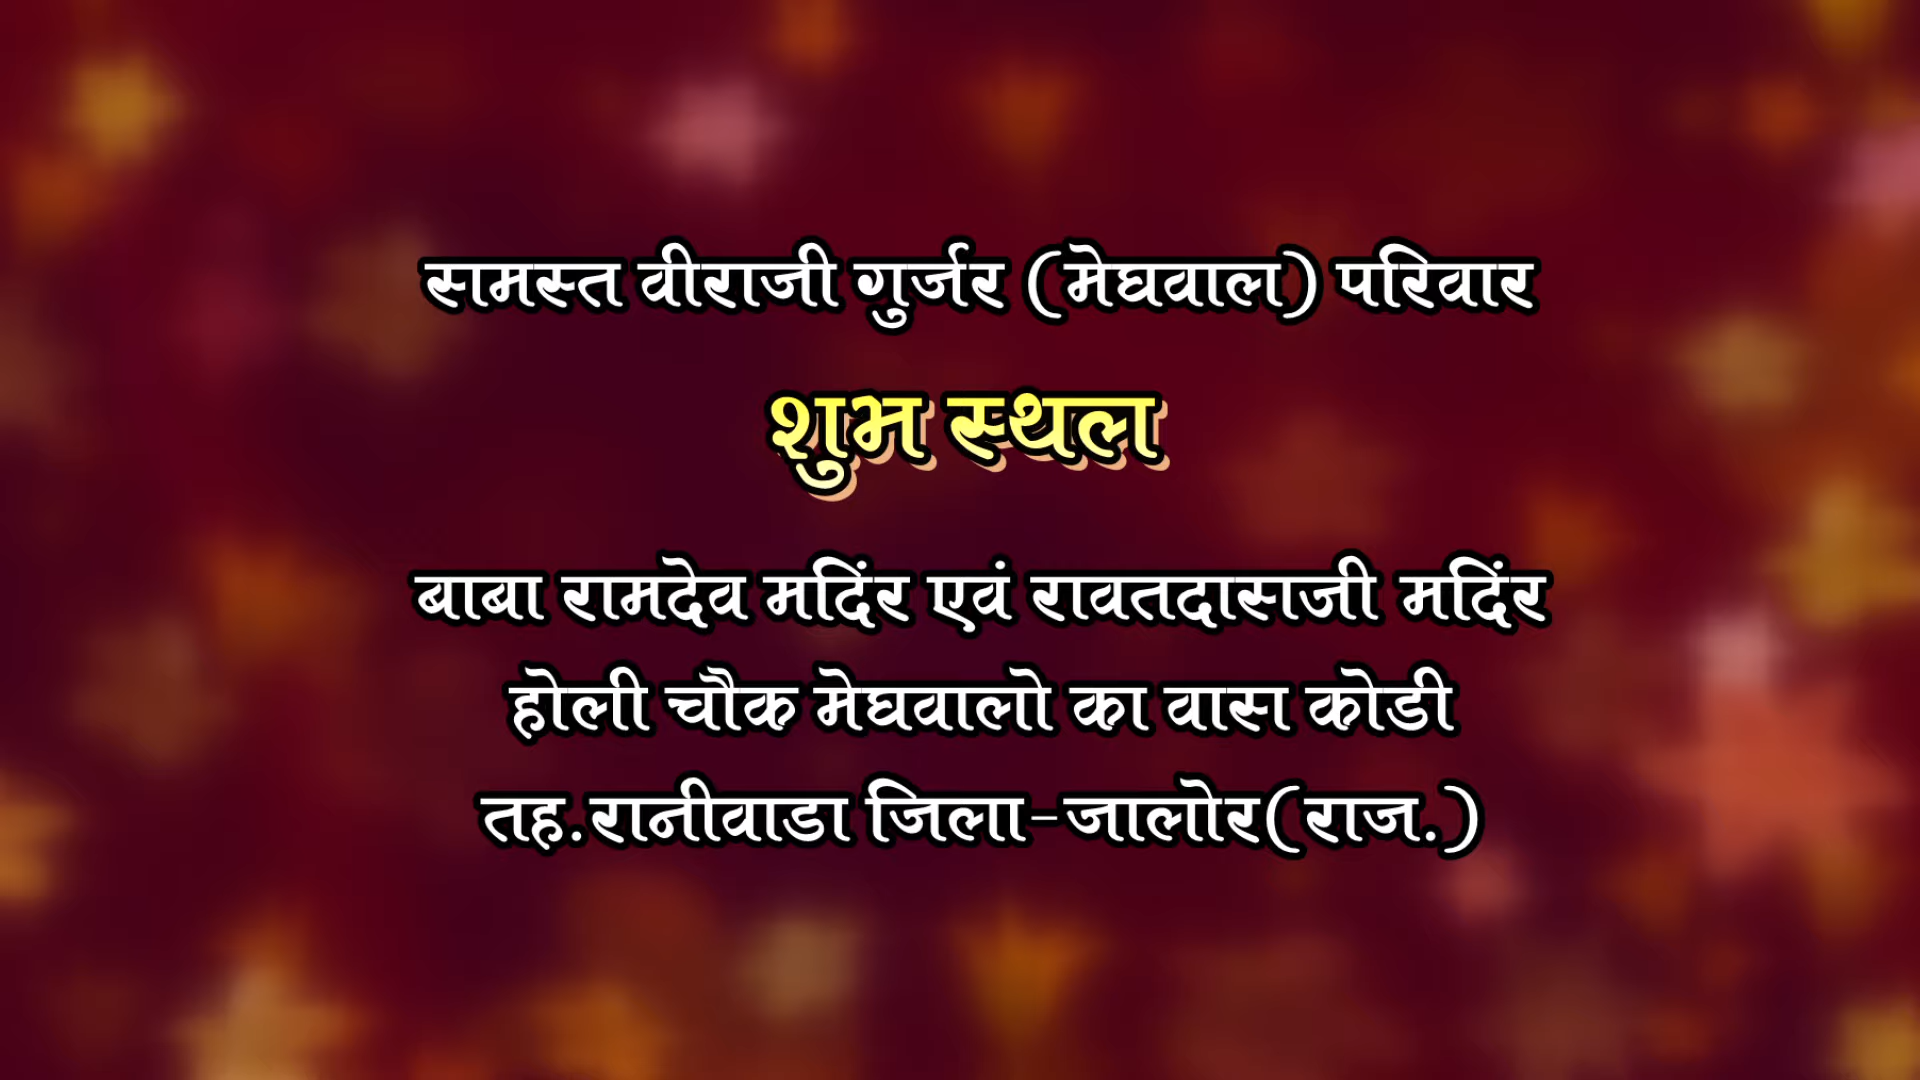 समस्त वीराजी गुर्जर (मेघवाल) परिवार
शुभ स्थल
बाबा रामदेव मदिंर एवं रावतदासजी मदिंर
होली चौक मेघवालो का वास कोडी
तह.रानीवाडा जिला-जालोर(राज.)